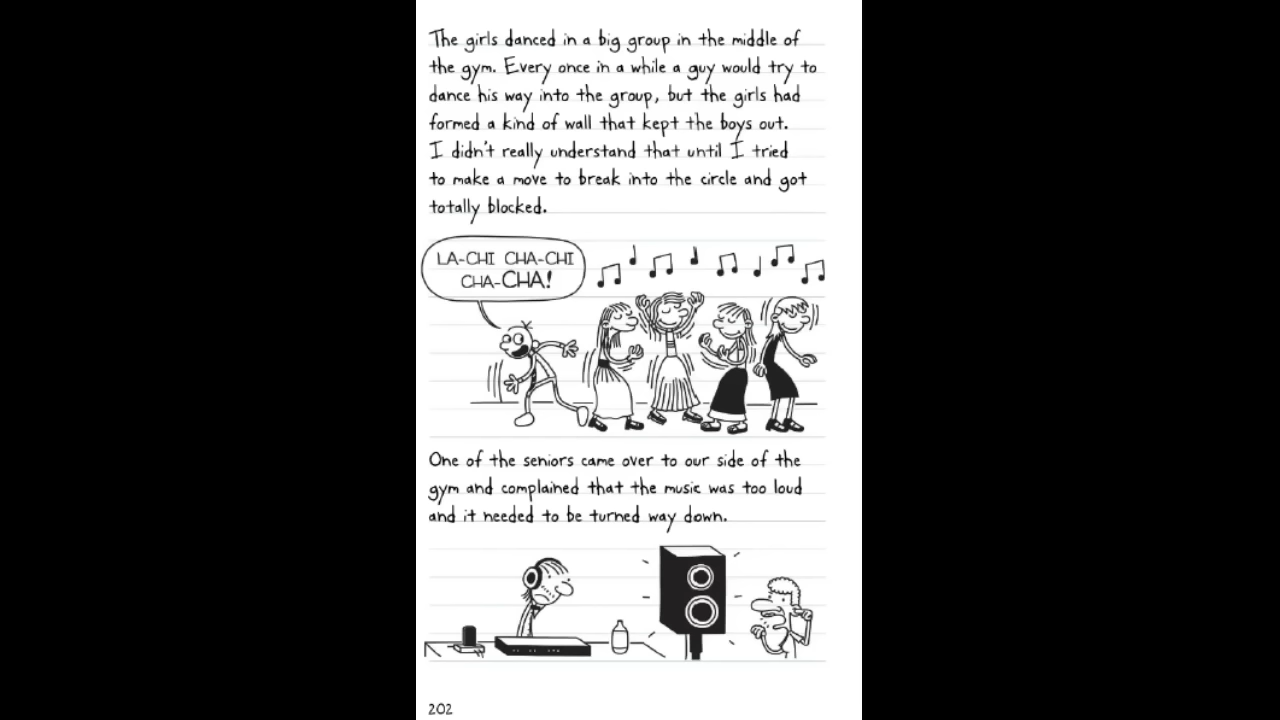 The girls danced in a big group in the middle of
the gym. Every once in a while a guy would try to
dance his way into the group, but the girls had
formed a kind of wall that kept the boys out.
I didn't really understand that until I tried
to make a move to break into the circle and got
totally blocked.
LA-CHI CHA-CHI
CHA-CHA!
One of the seniors came over to our side of the
gym and complained that the music was too loud
and it needed to be turned way down.
202